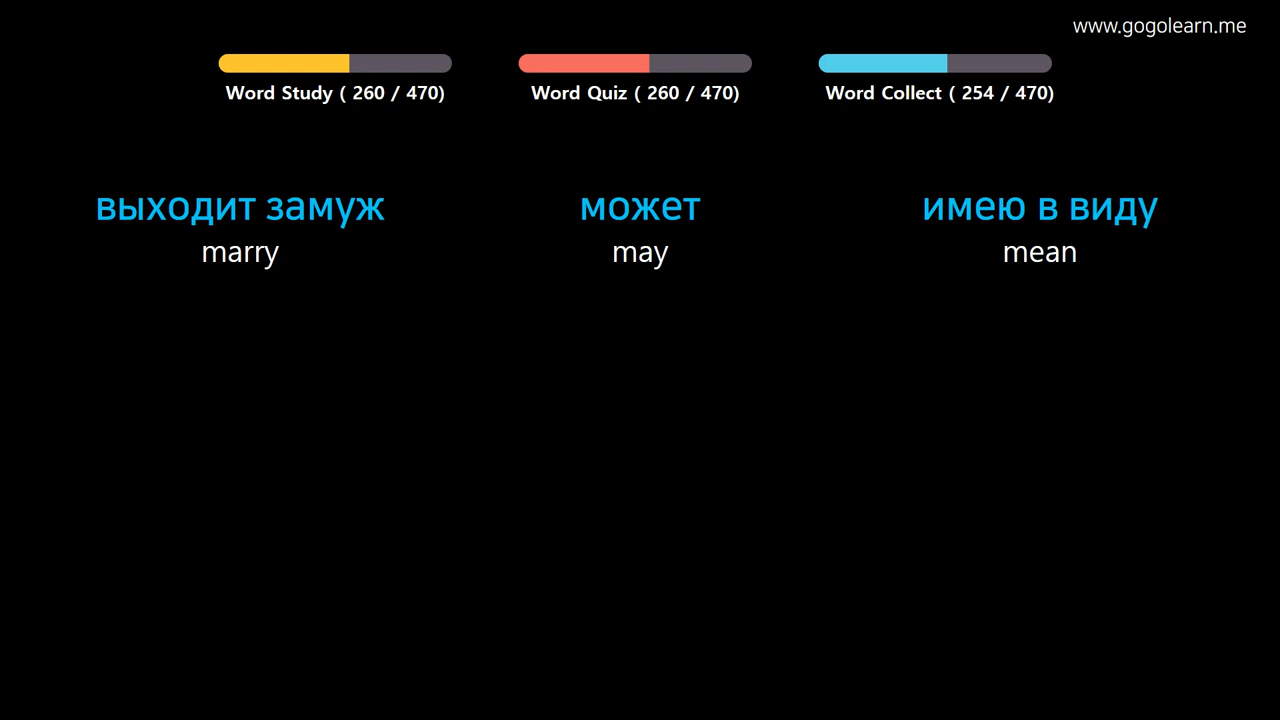 www.gogolearn.me
Word Study ( 260 / 470)
Word Quiz ( 260 / 470)
Word Collect ( 254 / 470)
выходит замуж
marry
может
may
имею в виду
mean